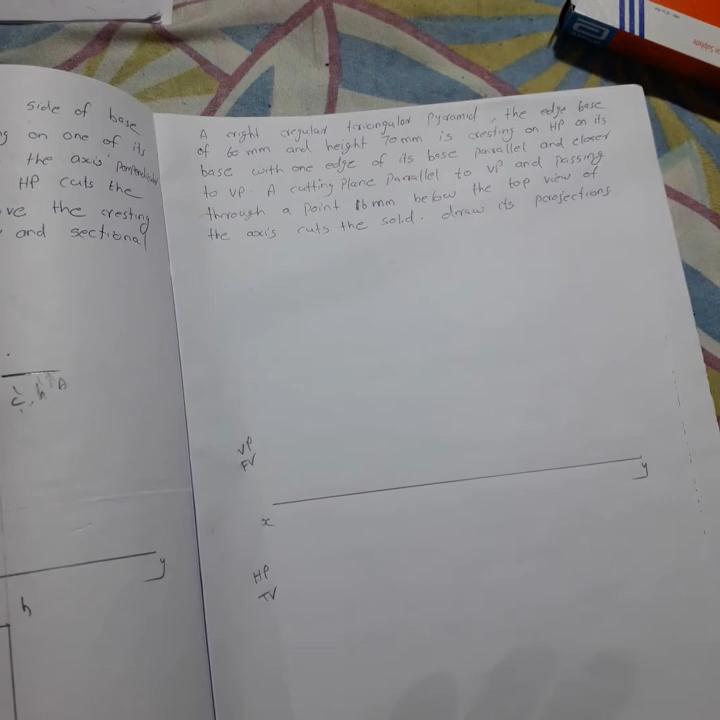 side of base
on one of its
the axis perpendicular
HP cuts the
ve the cresting
and sectional
A right regular triangular pyramid, the edge base
of 60 mm and height 70 mm is cresting on HP on its
base with one edge of its base parallel and closer
to VP. A cutting plane parallel to VP and passing
through a point 16 mm below the top view of
the axis cuts the solid. draw its projections
VP
FV
x
y
HP
TV
y
h